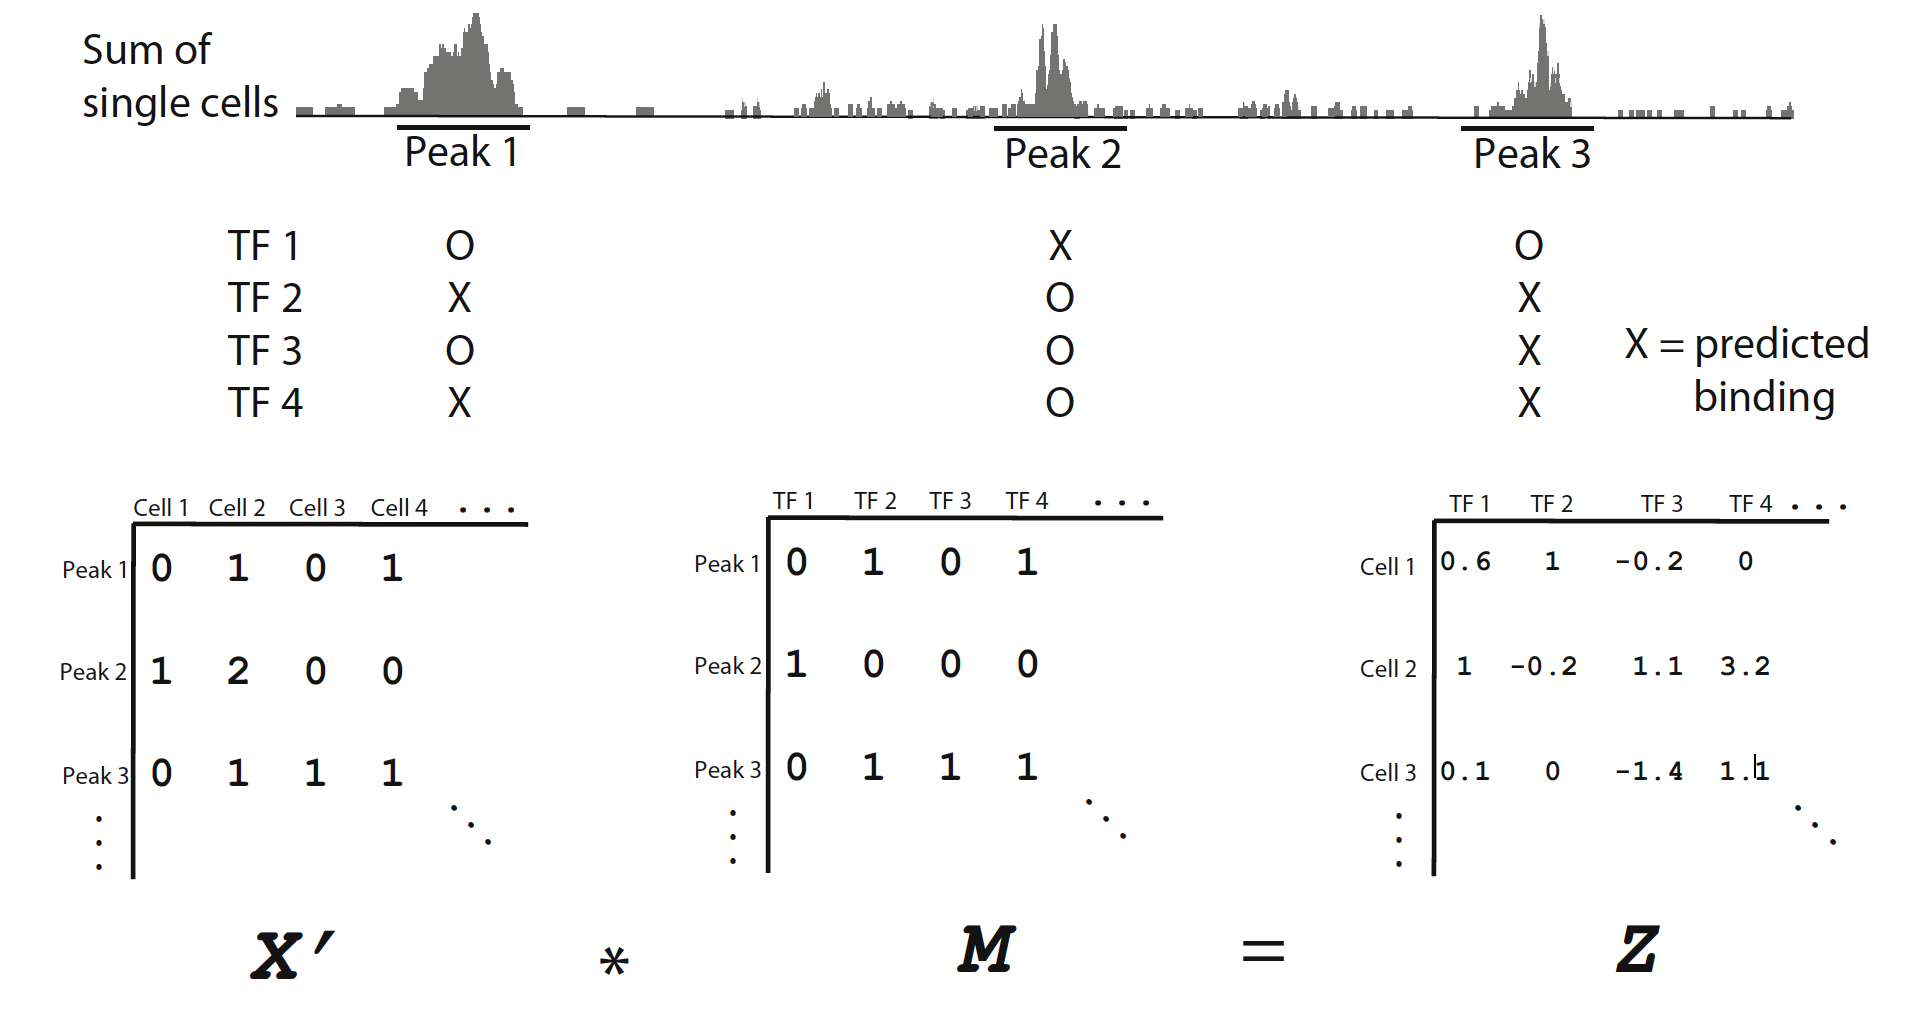 Sum of
single cells
Peak 1 Peak 2 Peak 3
TF 1 O X O
TF 2 X O X
TF 3 O O X
TF 4 X O X
X = predicted
binding
Cell 1 Cell 2 Cell 3 Cell 4 . . .
Peak 1 0 1 0 1
Peak 2 1 2 0 0
Peak 3 0 1 1 1
TF 1 TF 2 TF 3 TF 4 . . .
Peak 1 0 1 0 1
Peak 2 1 0 0 0
Peak 3 0 1 1 1
TF 1 TF 2 TF 3 TF 4 . . .
Cell 1 0.6 1 -0.2 0
Cell 2 1 -0.2 1.1 3.2
Cell 3 0.1 0 -1.4 1.1
X' * M = Z